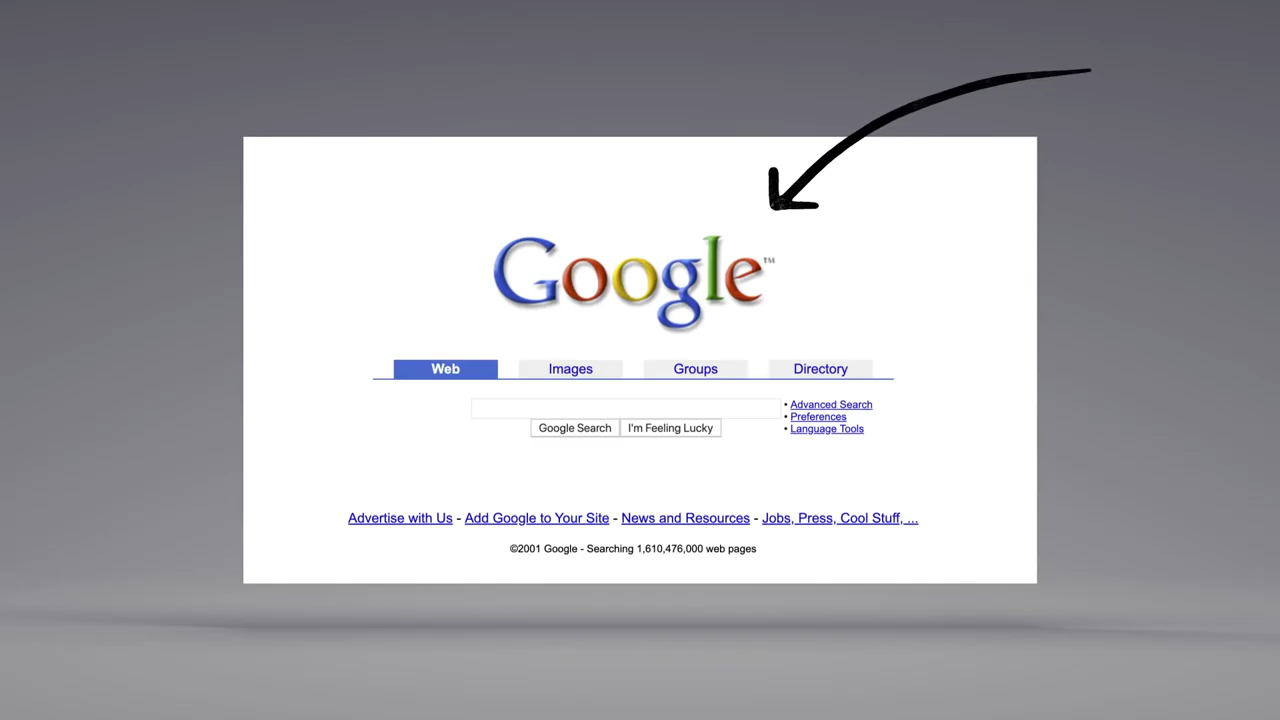 Google™
Web Images Groups Directory
• Advanced Search
• Preferences
• Language Tools
Google Search I'm Feeling Lucky
Advertise with Us - Add Google to Your Site - News and Resources - Jobs, Press, Cool Stuff, ...
©2001 Google - Searching 1,610,476,000 web pages